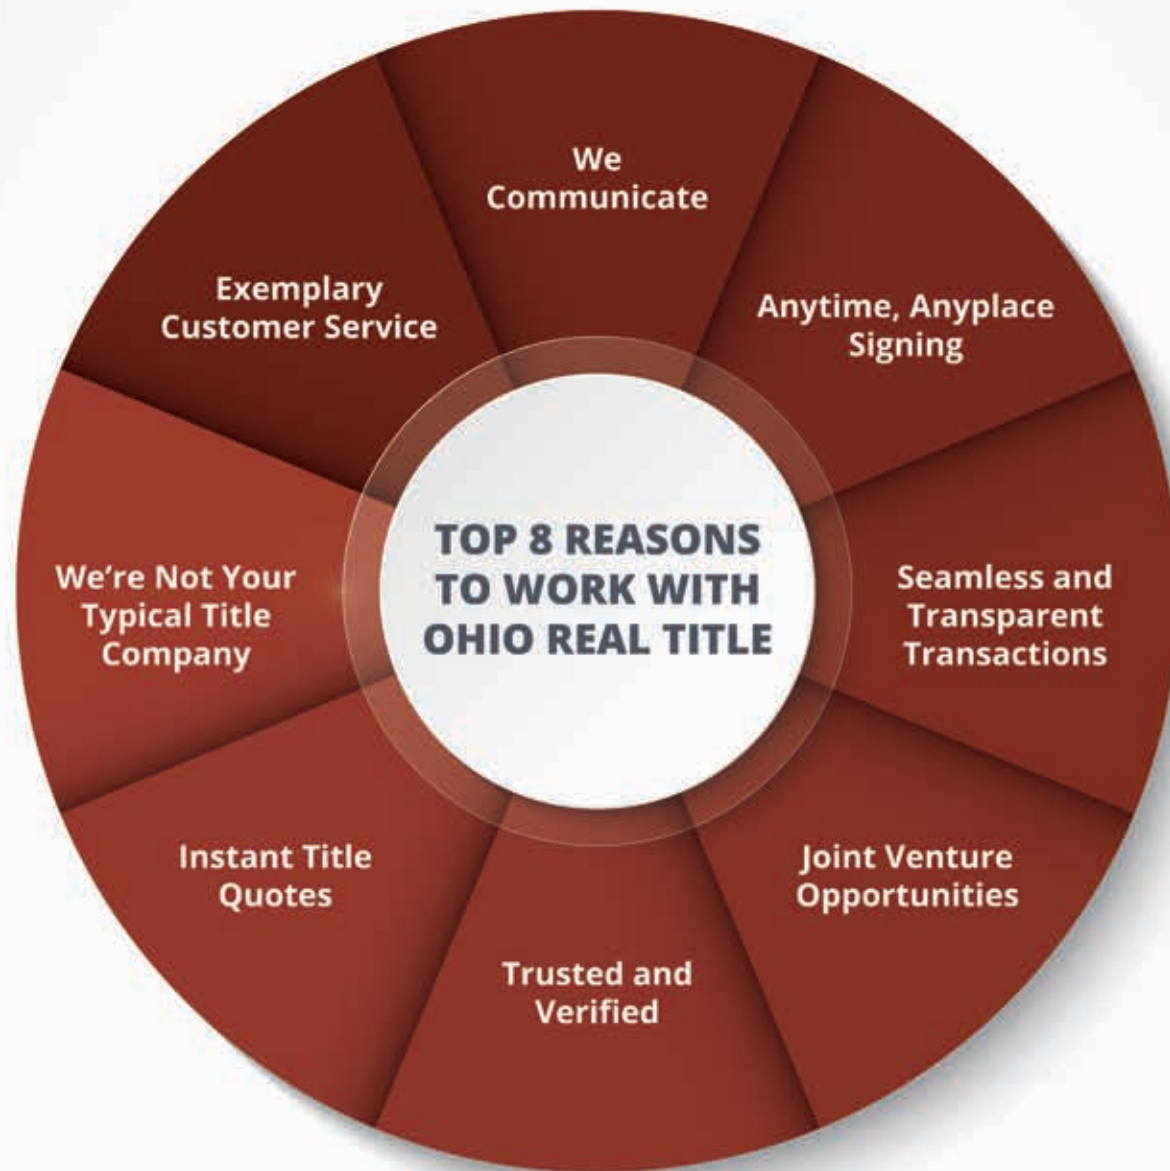 TOP 8 REASONS
TO WORK WITH
OHIO REAL TITLE
We
Communicate
Anytime, Anyplace
Signing
Seamless and
Transparent
Transactions
Joint Venture
Opportunities
Trusted and
Verified
Instant Title
Quotes
We’re Not Your
Typical Title
Company
Exemplary
Customer Service